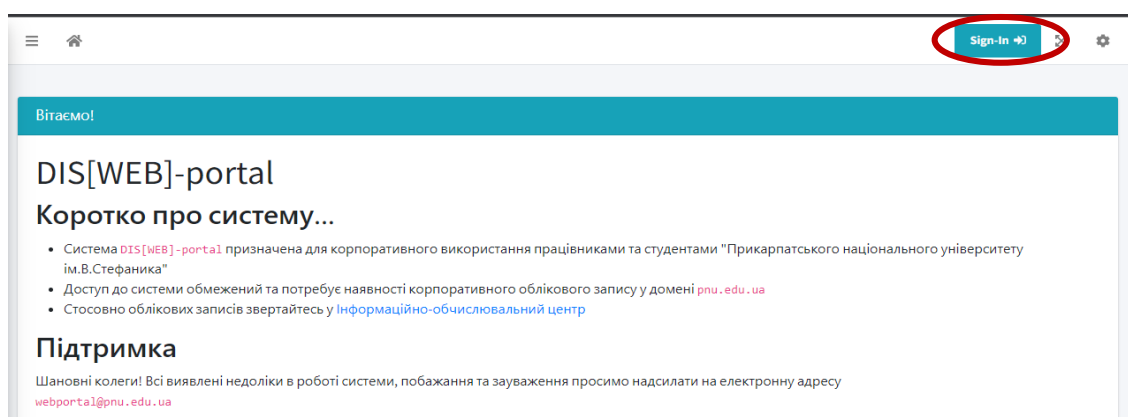 Sign-In
Вітаємо!
DIS[WEB]-portal
Коротко про систему...
Система DIS[WEB]-portal призначена для корпоративного використання працівниками та студентами "Прикарпатського національного університету
ім.В.Стефаника"
Доступ до системи обмежений та потребує наявності корпоративного облікового запису у домені pnu.edu.ua
Стосовно облікових записів звертайтесь у Інформаційно-обчислювальний центр
Підтримка
Шановні колеги! Всі виявлені недоліки в роботі системи, побажання та зауваження просимо надсилати на електронну адресу
webportal@pnu.edu.ua